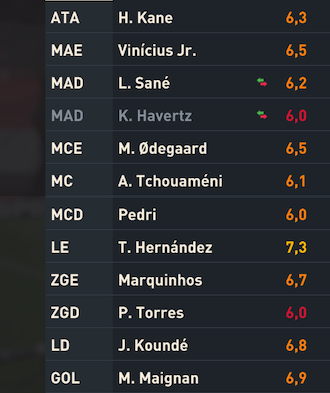 ATA H. Kane 6,3
MAE Vinícius Jr. 6,5
MAD L. Sané 6,2
MAD K. Havertz 6,0
MCE M. Ødegaard 6,5
MC A. Tchouaméni 6,1
MCD Pedri 6,0
LE T. Hernández 7,3
ZGE Marquinhos 6,7
ZGD P. Torres 6,0
LD J. Koundé 6,8
GOL M. Maignan 6,9